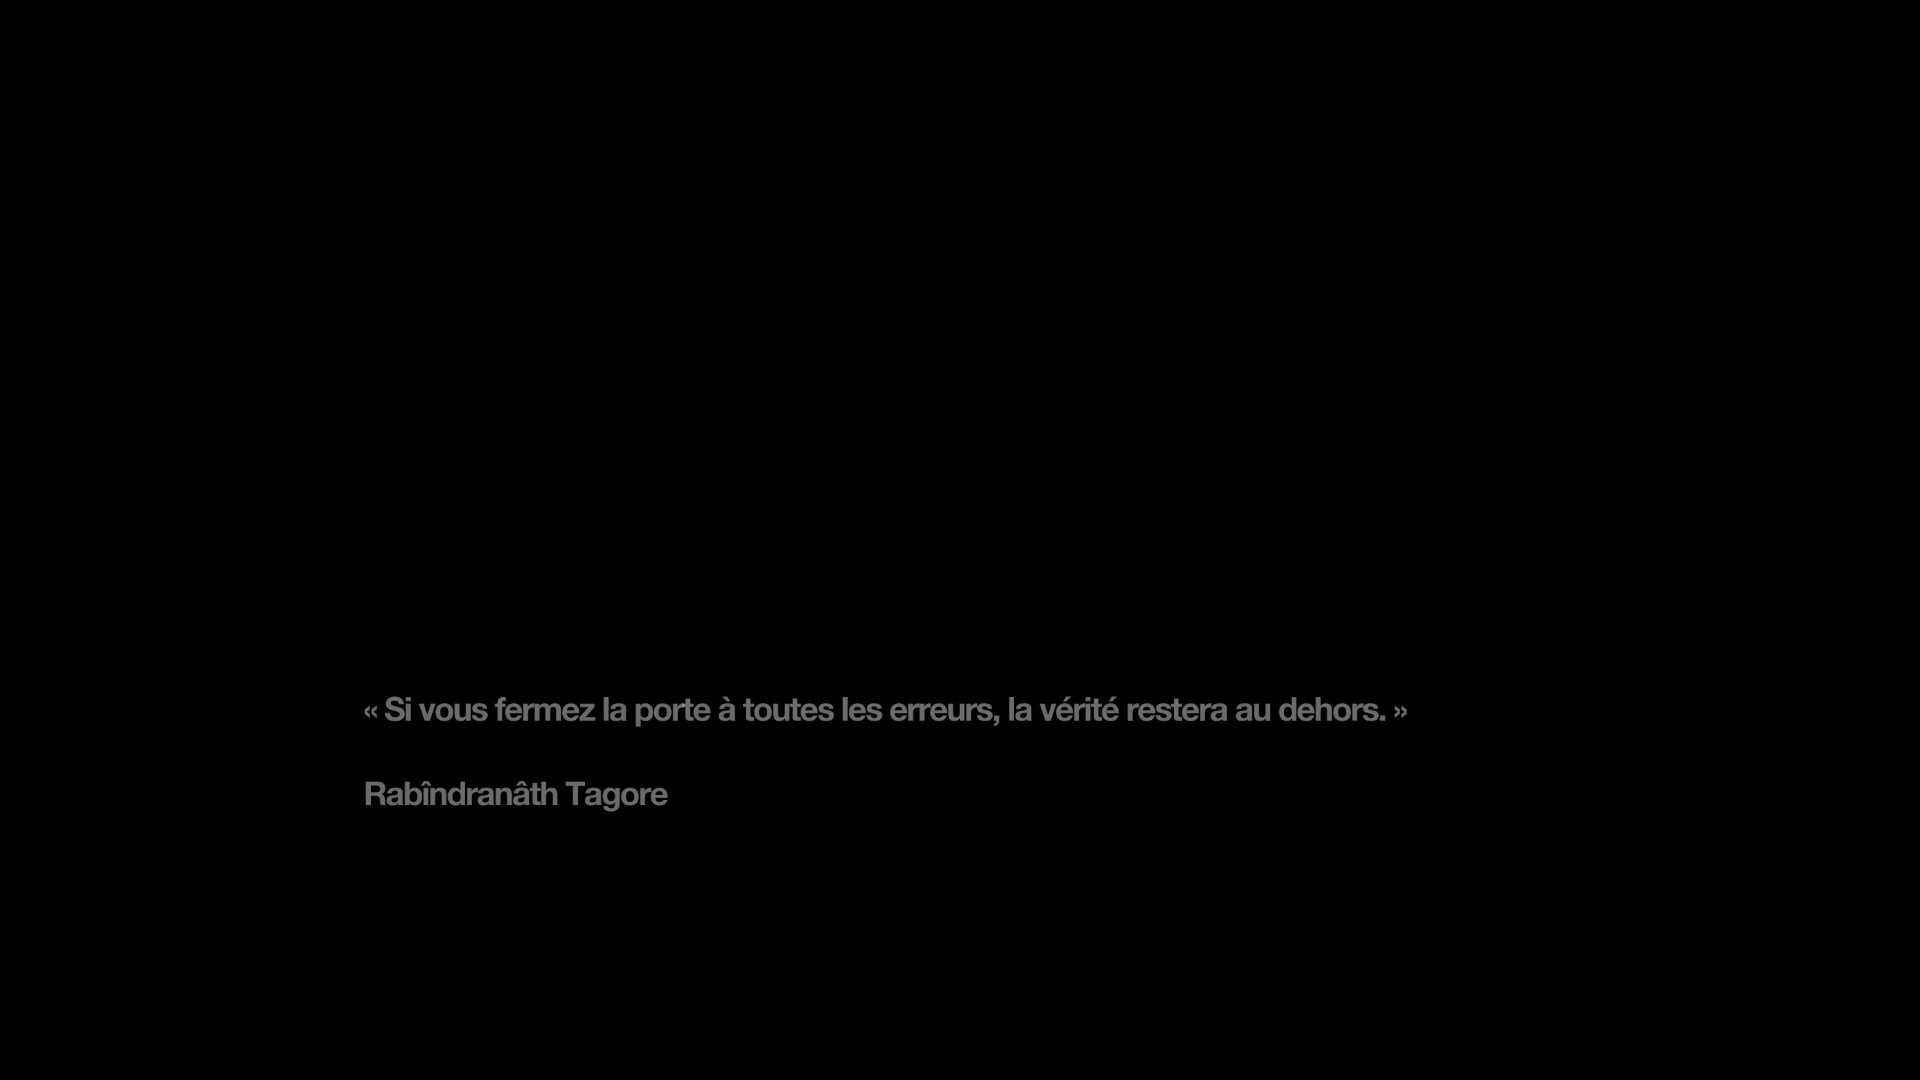 « Si vous fermez la porte à toutes les erreurs, la vérité restera au dehors. »
Rabîndranâth Tagore